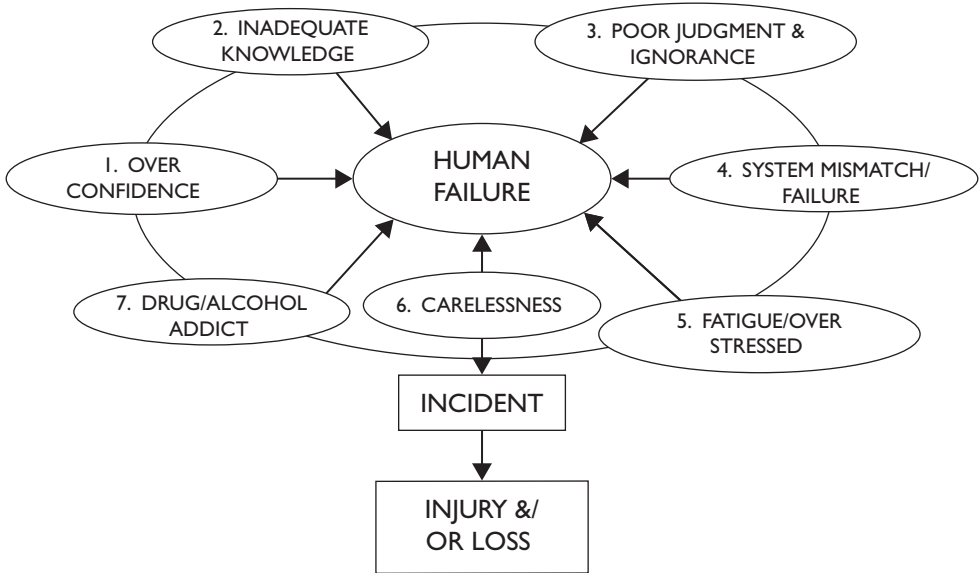 2. INADEQUATE
KNOWLEDGE
3. POOR JUDGMENT &
IGNORANCE
1. OVER
CONFIDENCE
HUMAN
FAILURE
4. SYSTEM MISMATCH/
FAILURE
7. DRUG/ALCOHOL
ADDICT
6. CARELESSNESS
5. FATIGUE/OVER
STRESSED
INCIDENT
INJURY &/
OR LOSS